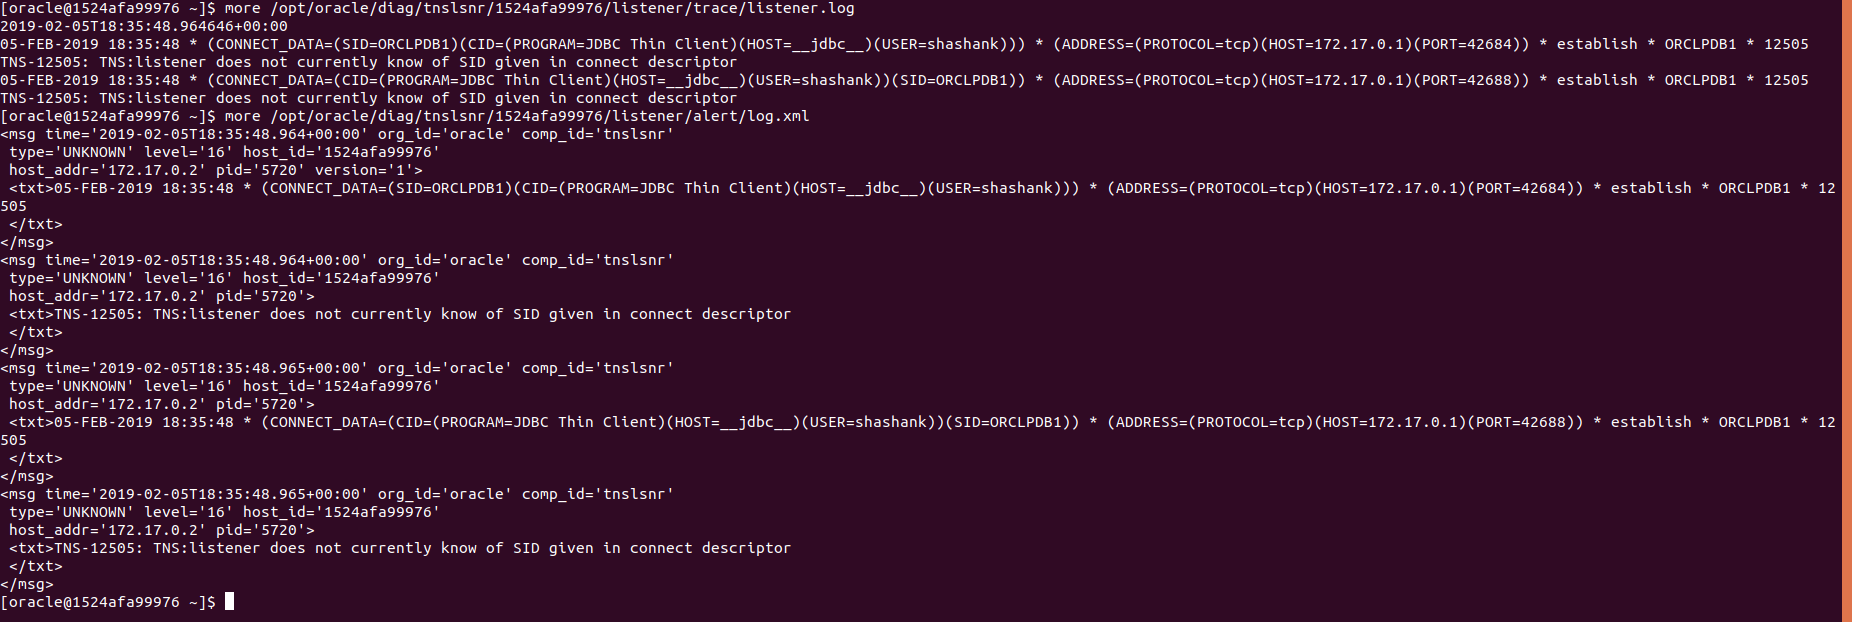 [oracle@1524afa99976 ~]$ more /opt/oracle/diag/tnslsnr/1524afa99976/listener/trace/listener.log
2019-02-05T18:35:48.964646+00:00
05-FEB-2019 18:35:48 * (CONNECT_DATA=(SID=ORCLPDB1)(CID=(PROGRAM=JDBC Thin Client)(HOST=__jdbc__)(USER=shashank))) * (ADDRESS=(PROTOCOL=tcp)(HOST=172.17.0.1)(PORT=42684)) * establish * ORCLPDB1 * 12505
TNS-12505: TNS:listener does not currently know of SID given in connect descriptor
05-FEB-2019 18:35:48 * (CONNECT_DATA=(CID=(PROGRAM=JDBC Thin Client)(HOST=__jdbc__)(USER=shashank))(SID=ORCLPDB1)) * (ADDRESS=(PROTOCOL=tcp)(HOST=172.17.0.1)(PORT=42688)) * establish * ORCLPDB1 * 12505
TNS-12505: TNS:listener does not currently know of SID given in connect descriptor
[oracle@1524afa99976 ~]$ more /opt/oracle/diag/tnslsnr/1524afa99976/listener/alert/log.xml
<msg time='2019-02-05T18:35:48.964+00:00' org_id='oracle' comp_id='tnslsnr'
 type='UNKNOWN' level='16' host_id='1524afa99976'
 host_addr='172.17.0.2' pid='5720' version='1'>
 <txt>05-FEB-2019 18:35:48 * (CONNECT_DATA=(SID=ORCLPDB1)(CID=(PROGRAM=JDBC Thin Client)(HOST=__jdbc__)(USER=shashank))) * (ADDRESS=(PROTOCOL=tcp)(HOST=172.17.0.1)(PORT=42684)) * establish * ORCLPDB1 * 12
505
 </txt>
</msg>
<msg time='2019-02-05T18:35:48.964+00:00' org_id='oracle' comp_id='tnslsnr'
 type='UNKNOWN' level='16' host_id='1524afa99976'
 host_addr='172.17.0.2' pid='5720'>
 <txt>TNS-12505: TNS:listener does not currently know of SID given in connect descriptor
 </txt>
</msg>
<msg time='2019-02-05T18:35:48.965+00:00' org_id='oracle' comp_id='tnslsnr'
 type='UNKNOWN' level='16' host_id='1524afa99976'
 host_addr='172.17.0.2' pid='5720'>
 <txt>05-FEB-2019 18:35:48 * (CONNECT_DATA=(CID=(PROGRAM=JDBC Thin Client)(HOST=__jdbc__)(USER=shashank))(SID=ORCLPDB1)) * (ADDRESS=(PROTOCOL=tcp)(HOST=172.17.0.1)(PORT=42688)) * establish * ORCLPDB1 * 12
505
 </txt>
</msg>
<msg time='2019-02-05T18:35:48.965+00:00' org_id='oracle' comp_id='tnslsnr'
 type='UNKNOWN' level='16' host_id='1524afa99976'
 host_addr='172.17.0.2' pid='5720'>
 <txt>TNS-12505: TNS:listener does not currently know of SID given in connect descriptor
 </txt>
</msg>
[oracle@1524afa99976 ~]$